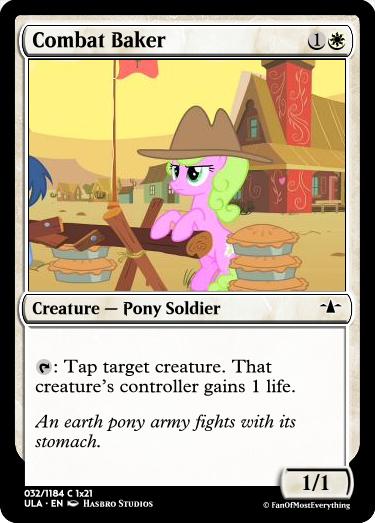 Combat Baker 1
Creature — Pony Soldier
: Tap target creature. That
creature's controller gains 1 life.
An earth pony army fights with its
stomach.
1/1
032/1184 C 1x21
ULA • EN Hasbro Studios
© FanOfMostEverything